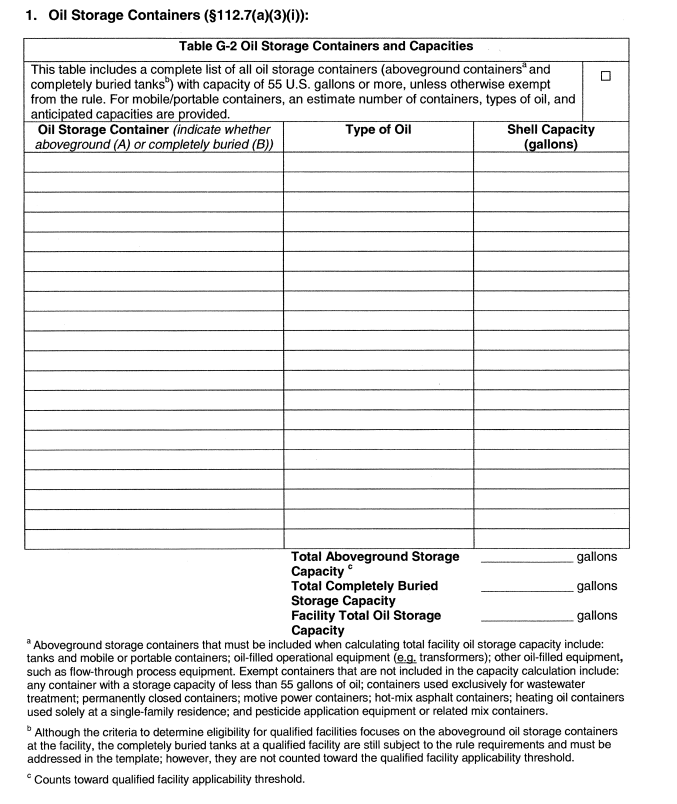 1. Oil Storage Containers (§112.7(a)(3)(i)):
Table G-2 Oil Storage Containers and Capacities
This table includes a complete list of all oil storage containers (aboveground containersᵃ and
completely buried tanksᵇ) with capacity of 55 U.S. gallons or more, unless otherwise exempt
from the rule. For mobile/portable containers, an estimate number of containers, types of oil, and
anticipated capacities are provided.
☐
Oil Storage Container (indicate whether
aboveground (A) or completely buried (B))
Type of Oil
Shell Capacity
(gallons)
Total Aboveground Storage
Capacity ᶜ
__________ gallons
Total Completely Buried
Storage Capacity
__________ gallons
Facility Total Oil Storage
Capacity
__________ gallons
ᵃ Aboveground storage containers that must be included when calculating total facility oil storage capacity include:
tanks and mobile or portable containers; oil-filled operational equipment (e.g. transformers); other oil-filled equipment,
such as flow-through process equipment. Exempt containers that are not included in the capacity calculation include:
any container with a storage capacity of less than 55 gallons of oil; containers used exclusively for wastewater
treatment; permanently closed containers; motive power containers; hot-mix asphalt containers; heating oil containers
used solely at a single-family residence; and pesticide application equipment or related mix containers.
ᵇ Although the criteria to determine eligibility for qualified facilities focuses on the aboveground oil storage containers
at the facility, the completely buried tanks at a qualified facility are still subject to the rule requirements and must be
addressed in the template; however, they are not counted toward the qualified facility applicability threshold.
ᶜ Counts toward qualified facility applicability threshold.